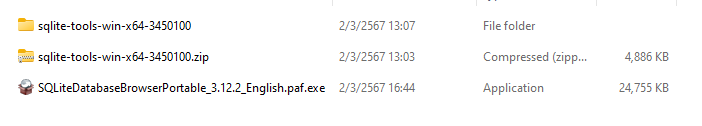 sqlite-tools-win-x64-3450100 2/3/2567 13:07 File folder
sqlite-tools-win-x64-3450100.zip 2/3/2567 13:03 Compressed (zipp... 4,886 KB
SQLiteDatabaseBrowserPortable_3.12.2_English.paf.exe 2/3/2567 16:44 Application 24,755 KB